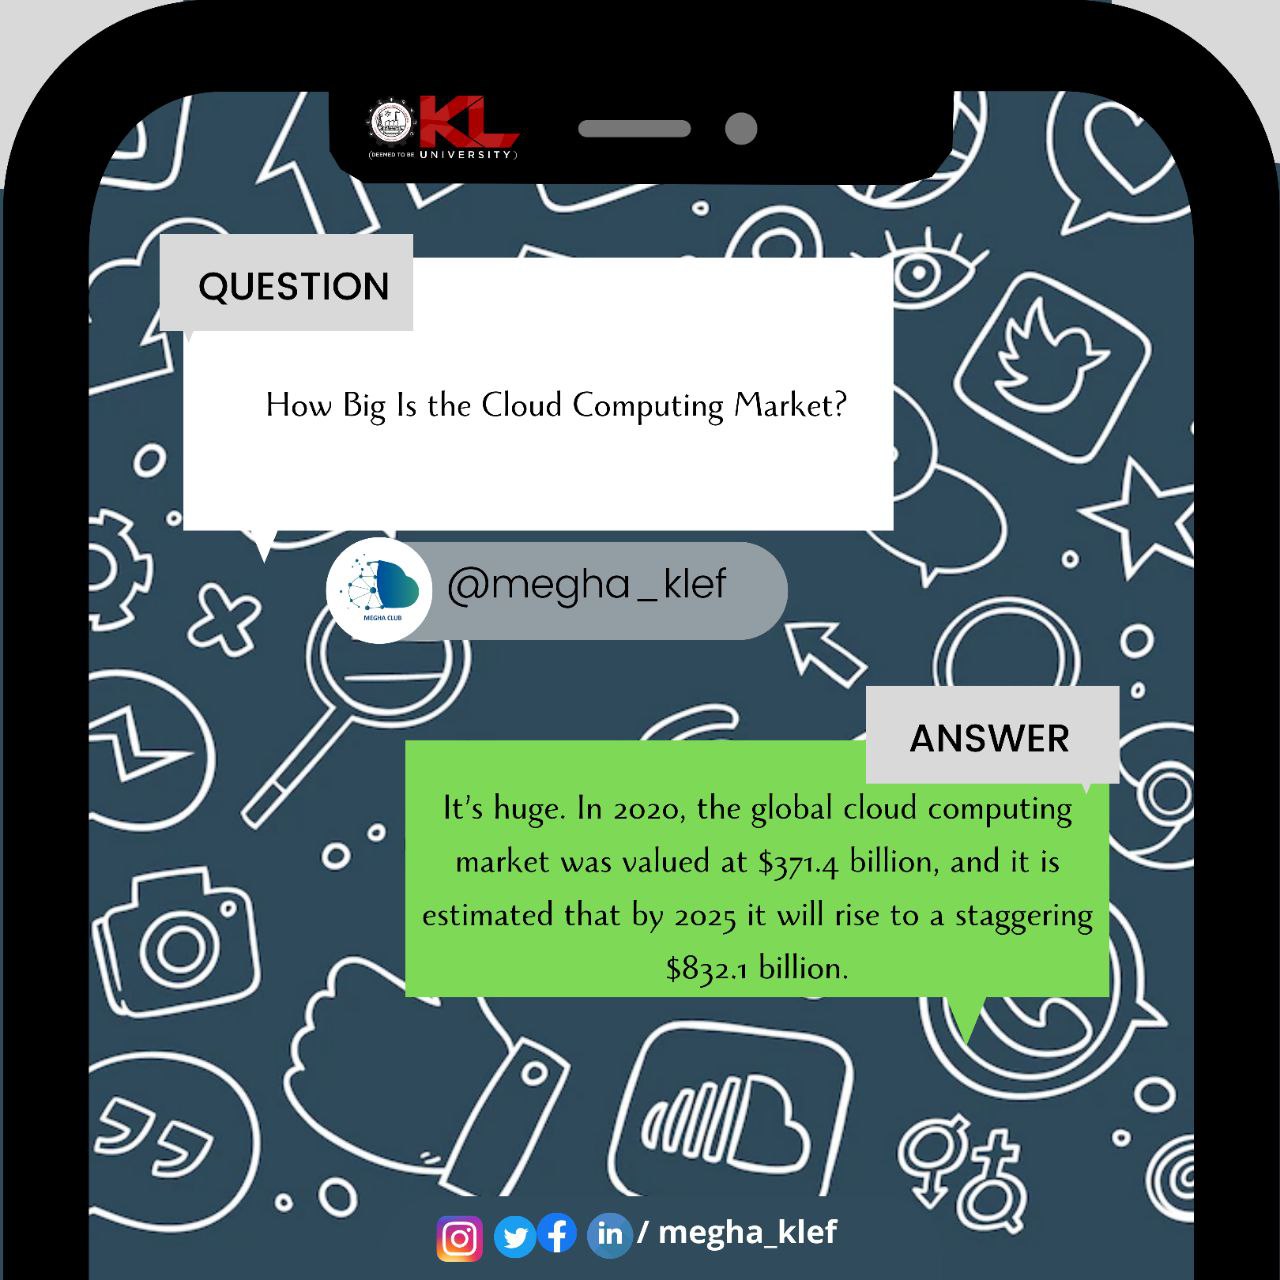 KL
(DEEMED TO BE UNIVERSITY)
QUESTION
How Big Is the Cloud Computing Market?
MEGHA CLUB
@megha_klef
ANSWER
It's huge. In 2020, the global cloud computing
market was valued at $371.4 billion, and it is
estimated that by 2025 it will rise to a staggering
$832.1 billion.
/ megha_klef